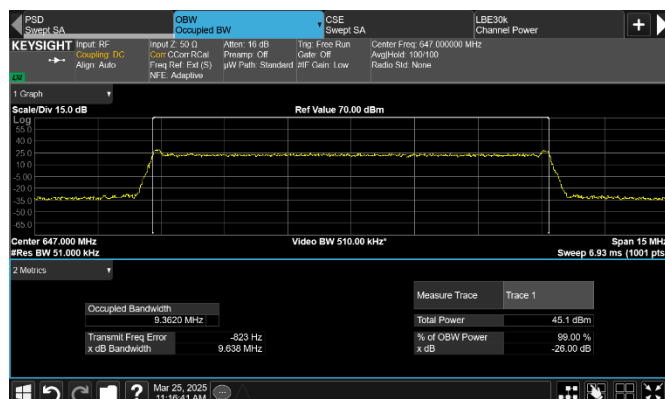 PSD
Swept SA
OBW
Occupied BW
CSE
Swept SA
LBE30k
Channel Power
KEYSIGHT
Input: RF
Coupling: DC
Align: Auto
Input Z: 50 Ω
Corr CCorr RCal
Freq Ref: Ext (S)
NFE: Adaptive
Atten: 16 dB
Preamp: Off
µW Path: Standard
Trig: Free Run
Gate: Off
#IF Gain: Low
Center Freq: 647.000000 MHz
Avg|Hold: 100/100
Radio Std: None
1 Graph
Scale/Div 15.0 dB
Ref Value 70.00 dBm
Log
55.0
40.0
25.0
10.0
-5.00
-20.0
-35.0
-50.0
-65.0
Center 647.000 MHz
Video BW 510.00 kHz*
Span 15 MHz
#Res BW 51.000 kHz
Sweep 6.93 ms (1001 pts
2 Metrics
Measure Trace Trace 1
Occupied Bandwidth
9.3620 MHz
Total Power 45.1 dBm
Transmit Freq Error -823 Hz
% of OBW Power 99.00 %
x dB Bandwidth 9.638 MHz
x dB -26.00 dB
Mar 25, 2025
11:16:41 AM